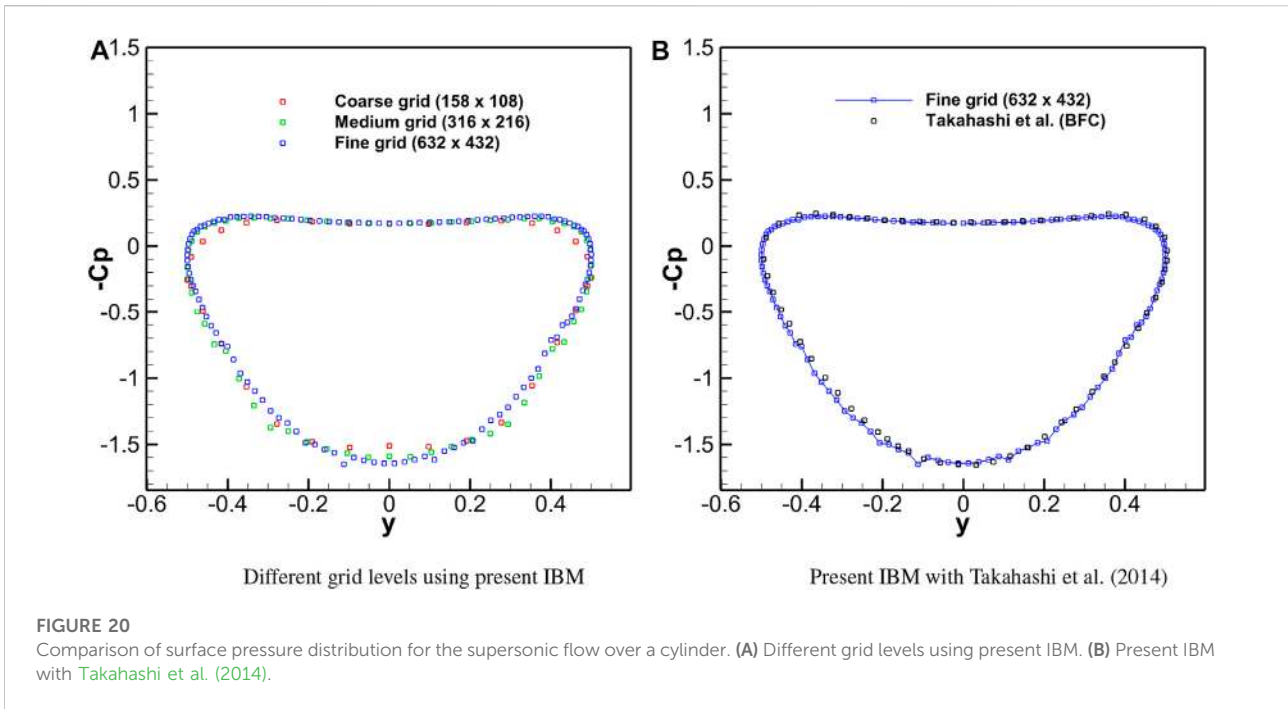 A
1.5
1
0.5
0
-0.5
-1
-1.5
-Cp
-0.6
-0.4
-0.2
0
0.2
0.4
0.6
y
Coarse grid (158 x 108)
Medium grid (316 x 216)
Fine grid (632 x 432)
Different grid levels using present IBM
B
1.5
1
0.5
0
-0.5
-1
-1.5
-Cp
-0.6
-0.4
-0.2
0
0.2
0.4
0.6
y
Fine grid (632 x 432)
Takahashi et al. (BFC)
Present IBM with Takahashi et al. (2014)
FIGURE 20
Comparison of surface pressure distribution for the supersonic flow over a cylinder. (A) Different grid levels using present IBM. (B) Present IBM
with Takahashi et al. (2014).